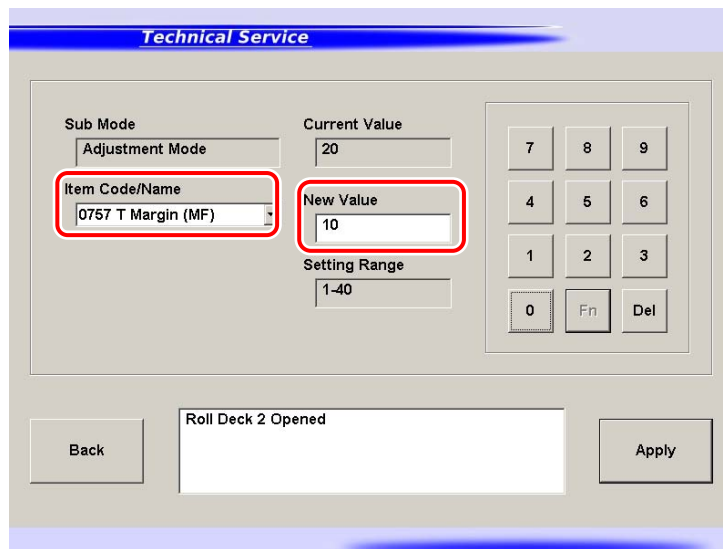 Technical Service
Sub Mode
Adjustment Mode
Item Code/Name
0757 T Margin (MF)
Current Value
20
New Value
10
Setting Range
1-40
7 8 9
4 5 6
1 2 3
0 Fn Del
Back
Roll Deck 2 Opened
Apply